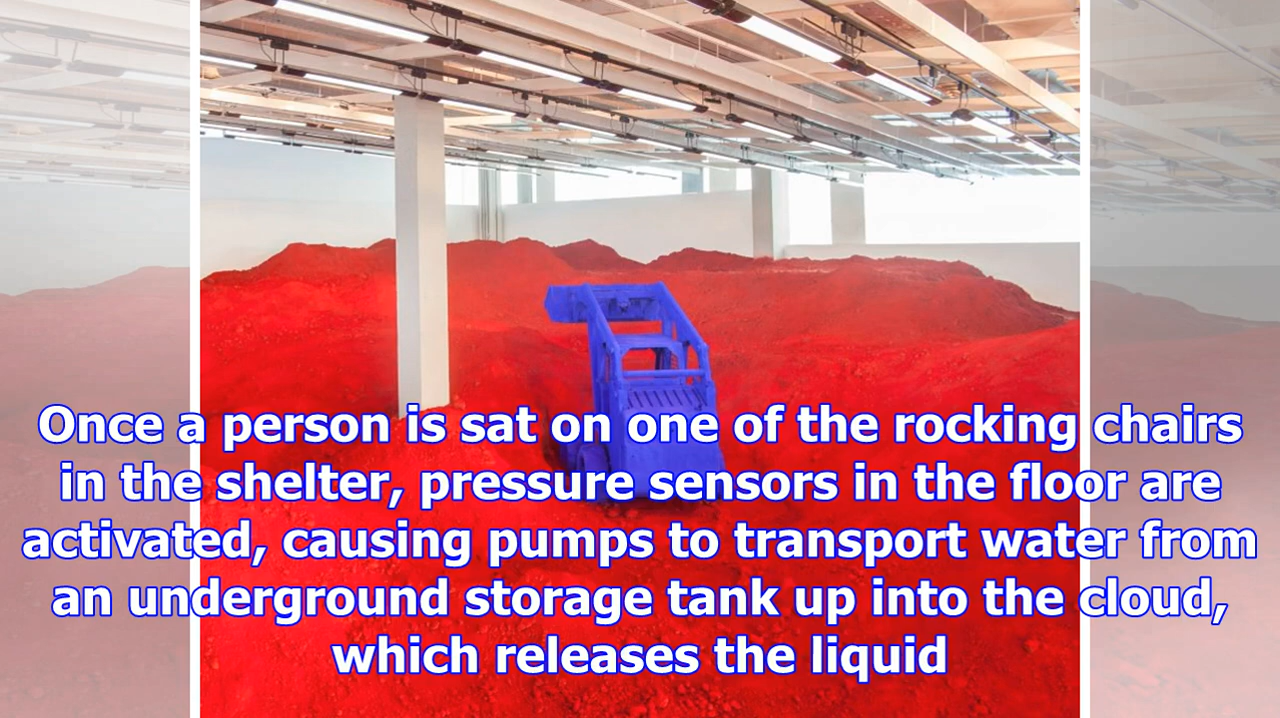 Once a person is sat on one of the rocking chairs
in the shelter, pressure sensors in the floor are
activated, causing pumps to transport water from
an underground storage tank up into the cloud,
which releases the liquid